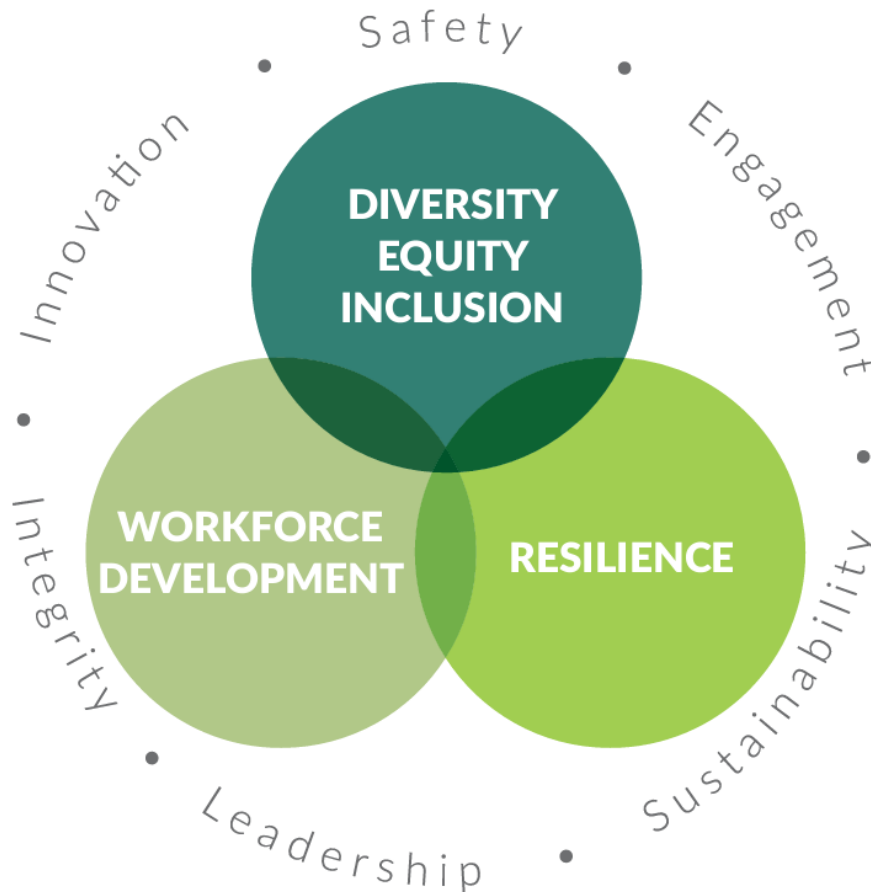 Safety
Engagement
Sustainability
Leadership
Integrity
Innovation
DIVERSITY
EQUITY
INCLUSION
WORKFORCE
DEVELOPMENT
RESILIENCE